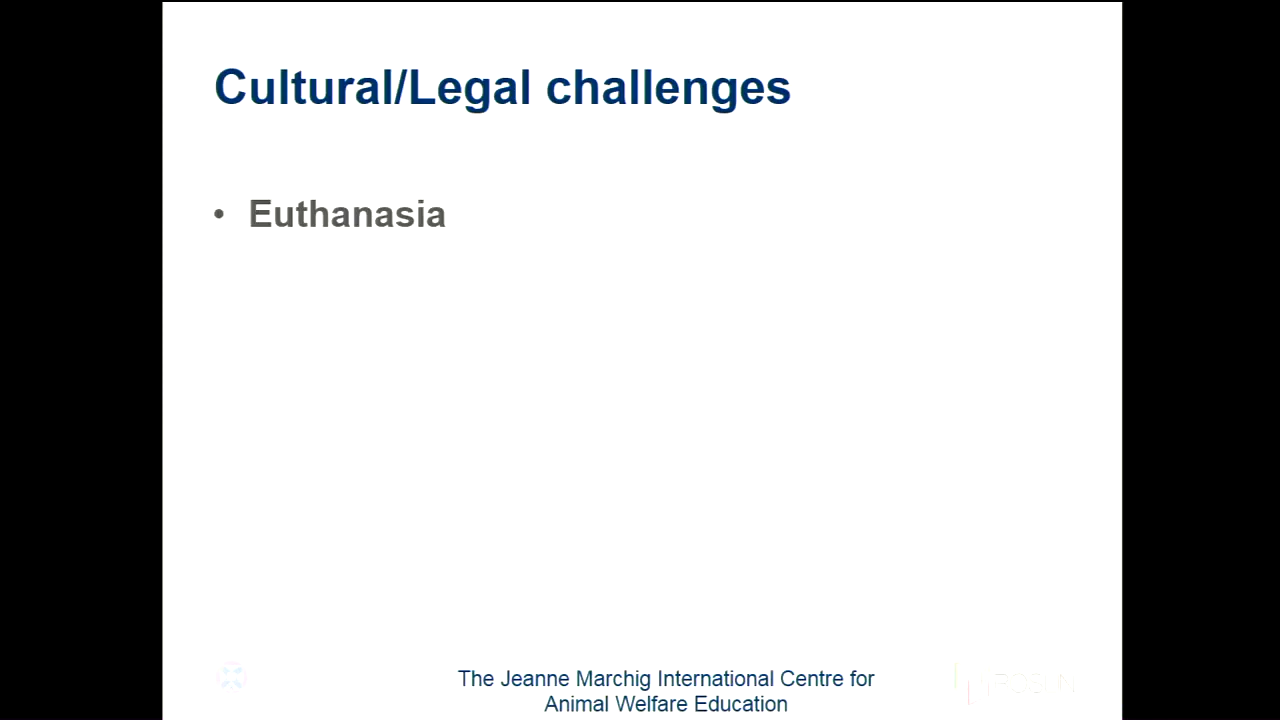 Cultural/Legal challenges
• Euthanasia
The Jeanne Marchig International Centre for
Animal Welfare Education